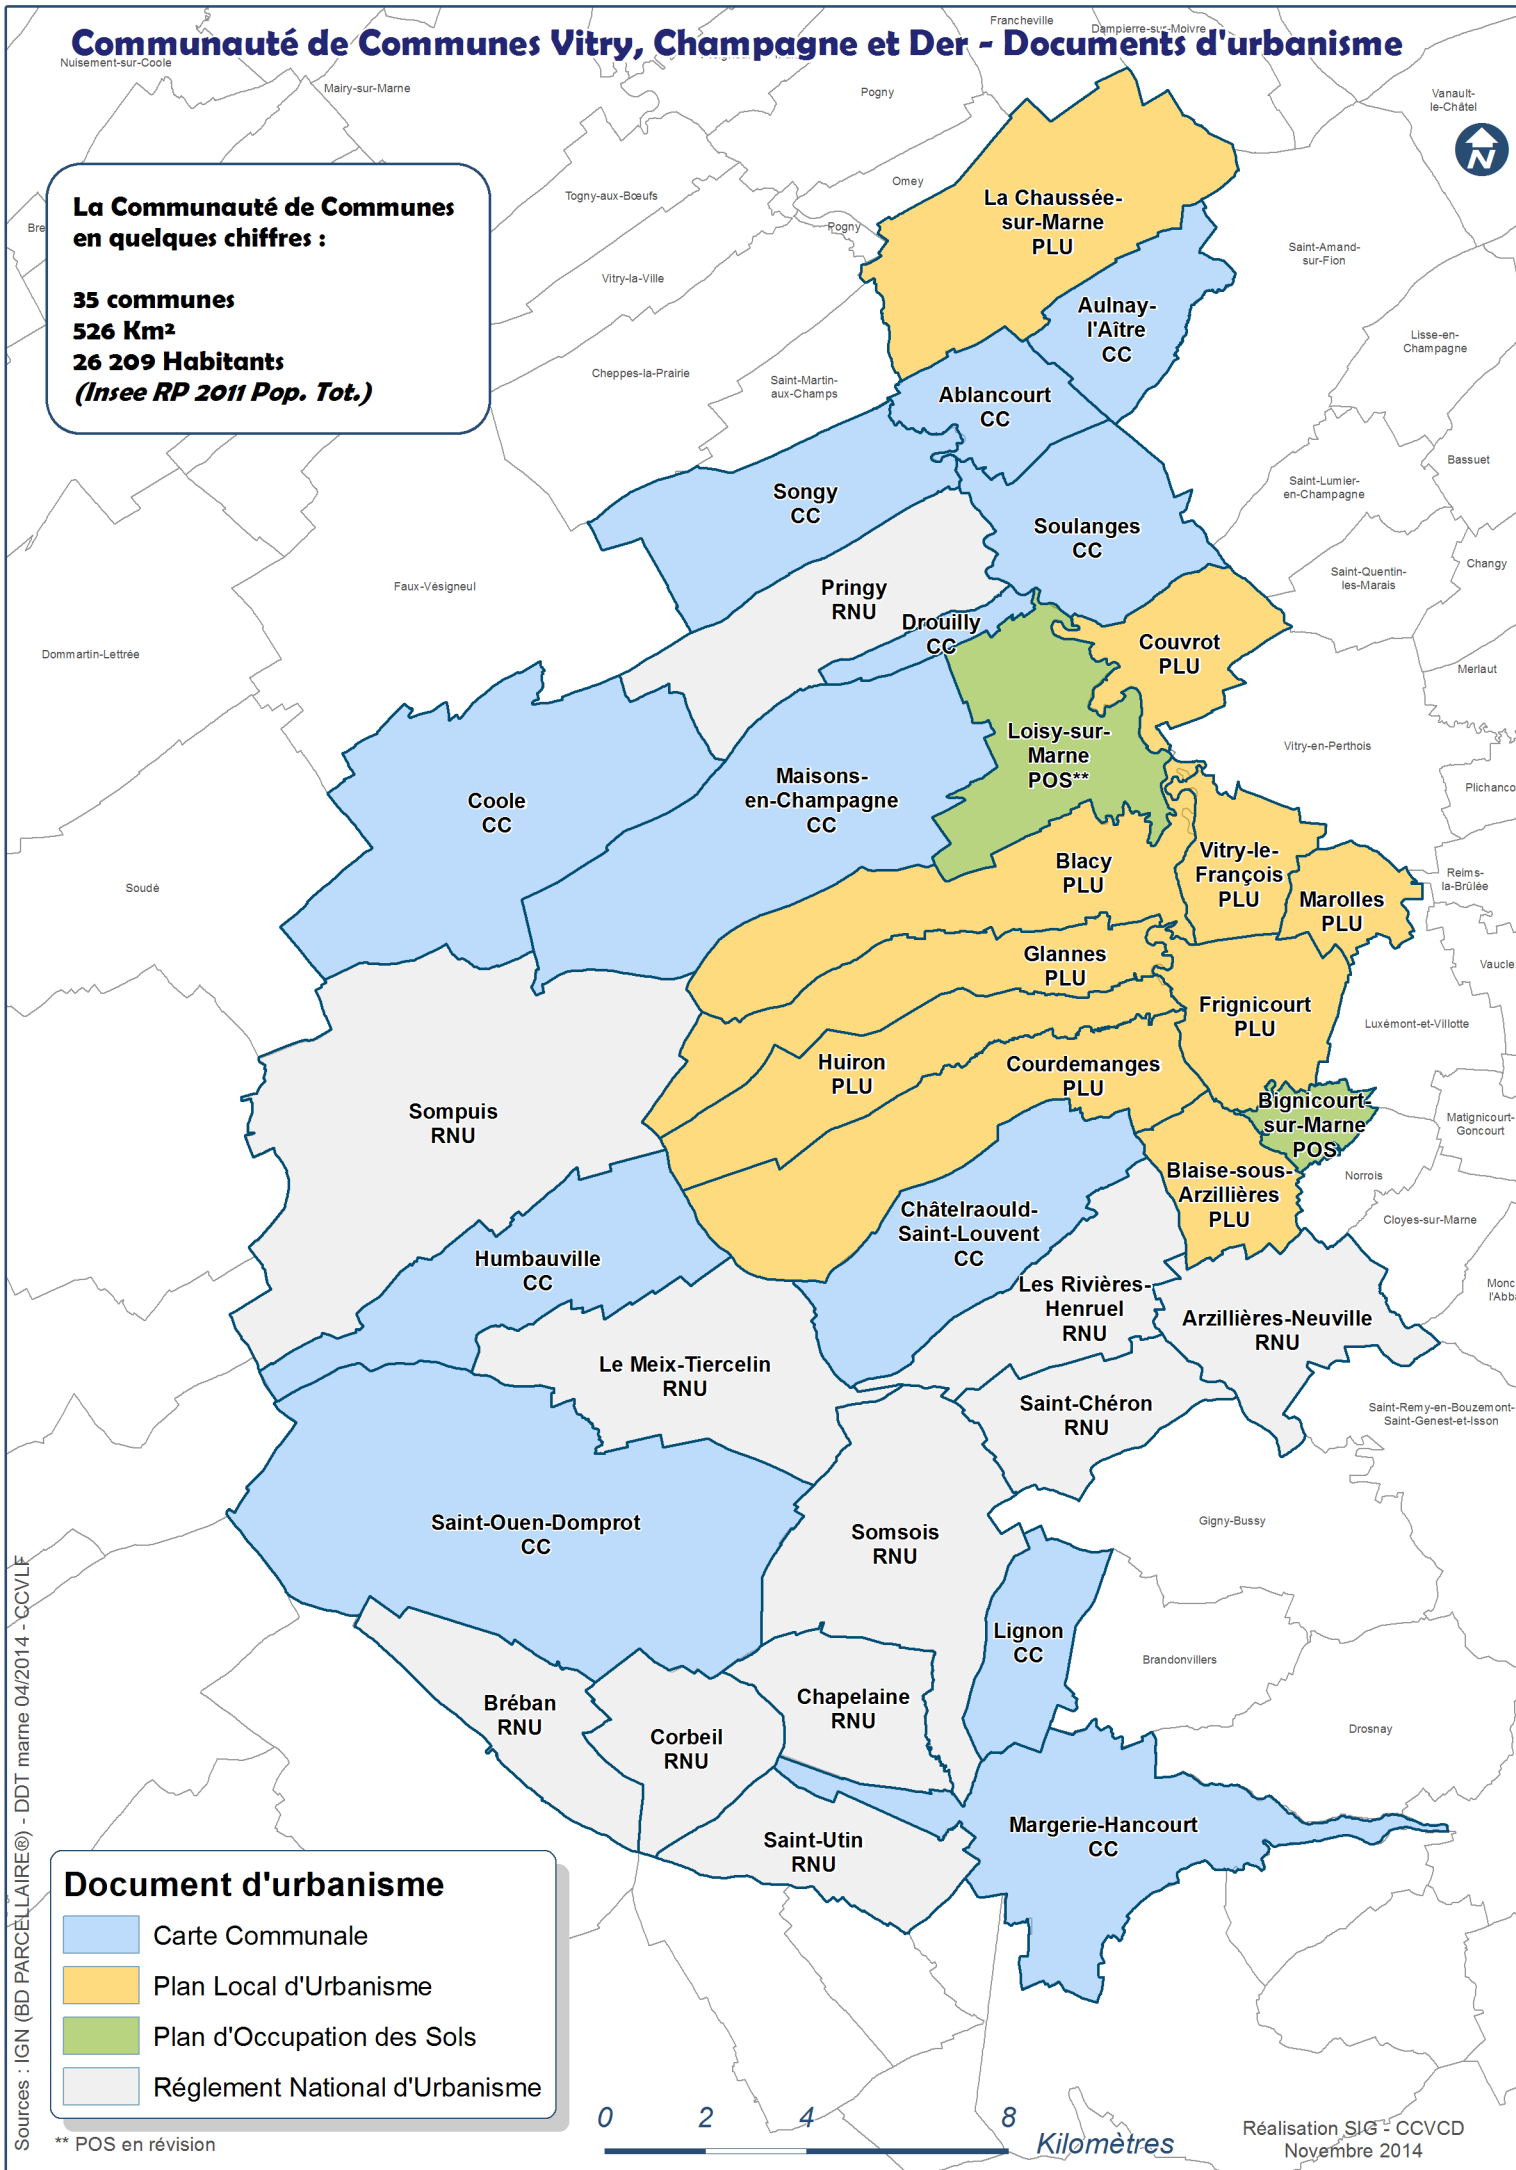 Communauté de Communes Vitry, Champagne et Der - Documents d'urbanisme
Francheville
Dampierre-sur-Moivre
Nuisement-sur-Coole
Mairy-sur-Marne
Pogny
Vanault-
le-Châtel
N
La Communauté de Communes
en quelques chiffres :
35 communes
526 Km²
26 209 Habitants
(Insee RP 2011 Pop. Tot.)
Bre
Togny-aux-Bœufs
Omey
Pogny
La Chaussée-
sur-Marne
PLU
Saint-Amand-
sur-Fion
Vitry-la-Ville
Aulnay-
l'Aître
CC
Lisse-en-
Champagne
Cheppes-la-Prairie
Saint-Martin-
aux-Champs
Ablancourt
CC
Bassuet
Saint-Lumier-
en-Champagne
Songy
CC
Soulanges
CC
Changy
Saint-Quentin-
les-Marais
Faux-Vésigneul
Pringy
RNU
Drouilly
CC
Couvrot
PLU
Dommartin-Lettrée
Merlaut
Loisy-sur-
Marne
POS**
Vitry-en-Perthois
Plichanco
Coole
CC
Maisons-
en-Champagne
CC
Blacy
PLU
Vitry-le-
François
PLU
Marolles
PLU
Reims-
la-Brûlée
Soudé
Glannes
PLU
Vaucle
Frignicourt
PLU
Luxémont-et-Villotte
Huiron
PLU
Courdemanges
PLU
Sompuis
RNU
Bignicourt-
sur-Marne
POS
Matignicourt-
Goncourt
Blaise-sous-
Arzillières
PLU
Norrois
Cloyes-sur-Marne
Châtelraould-
Saint-Louvent
CC
Humbauville
CC
Les Rivières-
Henruel
RNU
Arzillières-Neuville
RNU
Monc
l'Abb
Le Meix-Tiercelin
RNU
Saint-Chéron
RNU
Saint-Remy-en-Bouzemont-
Saint-Genest-et-Isson
Saint-Ouen-Domprot
CC
Somsois
RNU
Gigny-Bussy
Lignon
CC
Brandonvillers
Bréban
RNU
Corbeil
RNU
Chapelaine
RNU
Drosnay
Margerie-Hancourt
CC
Saint-Utin
RNU
Document d'urbanisme
Carte Communale
Plan Local d'Urbanisme
Plan d'Occupation des Sols
Réglement National d'Urbanisme
** POS en révision
Sources : IGN (BD PARCELLAIRE®) - DDT marne 04/2014 - CCVLF
0 2 4 8
Kilomètres
Réalisation SIG - CCVCD
Novembre 2014